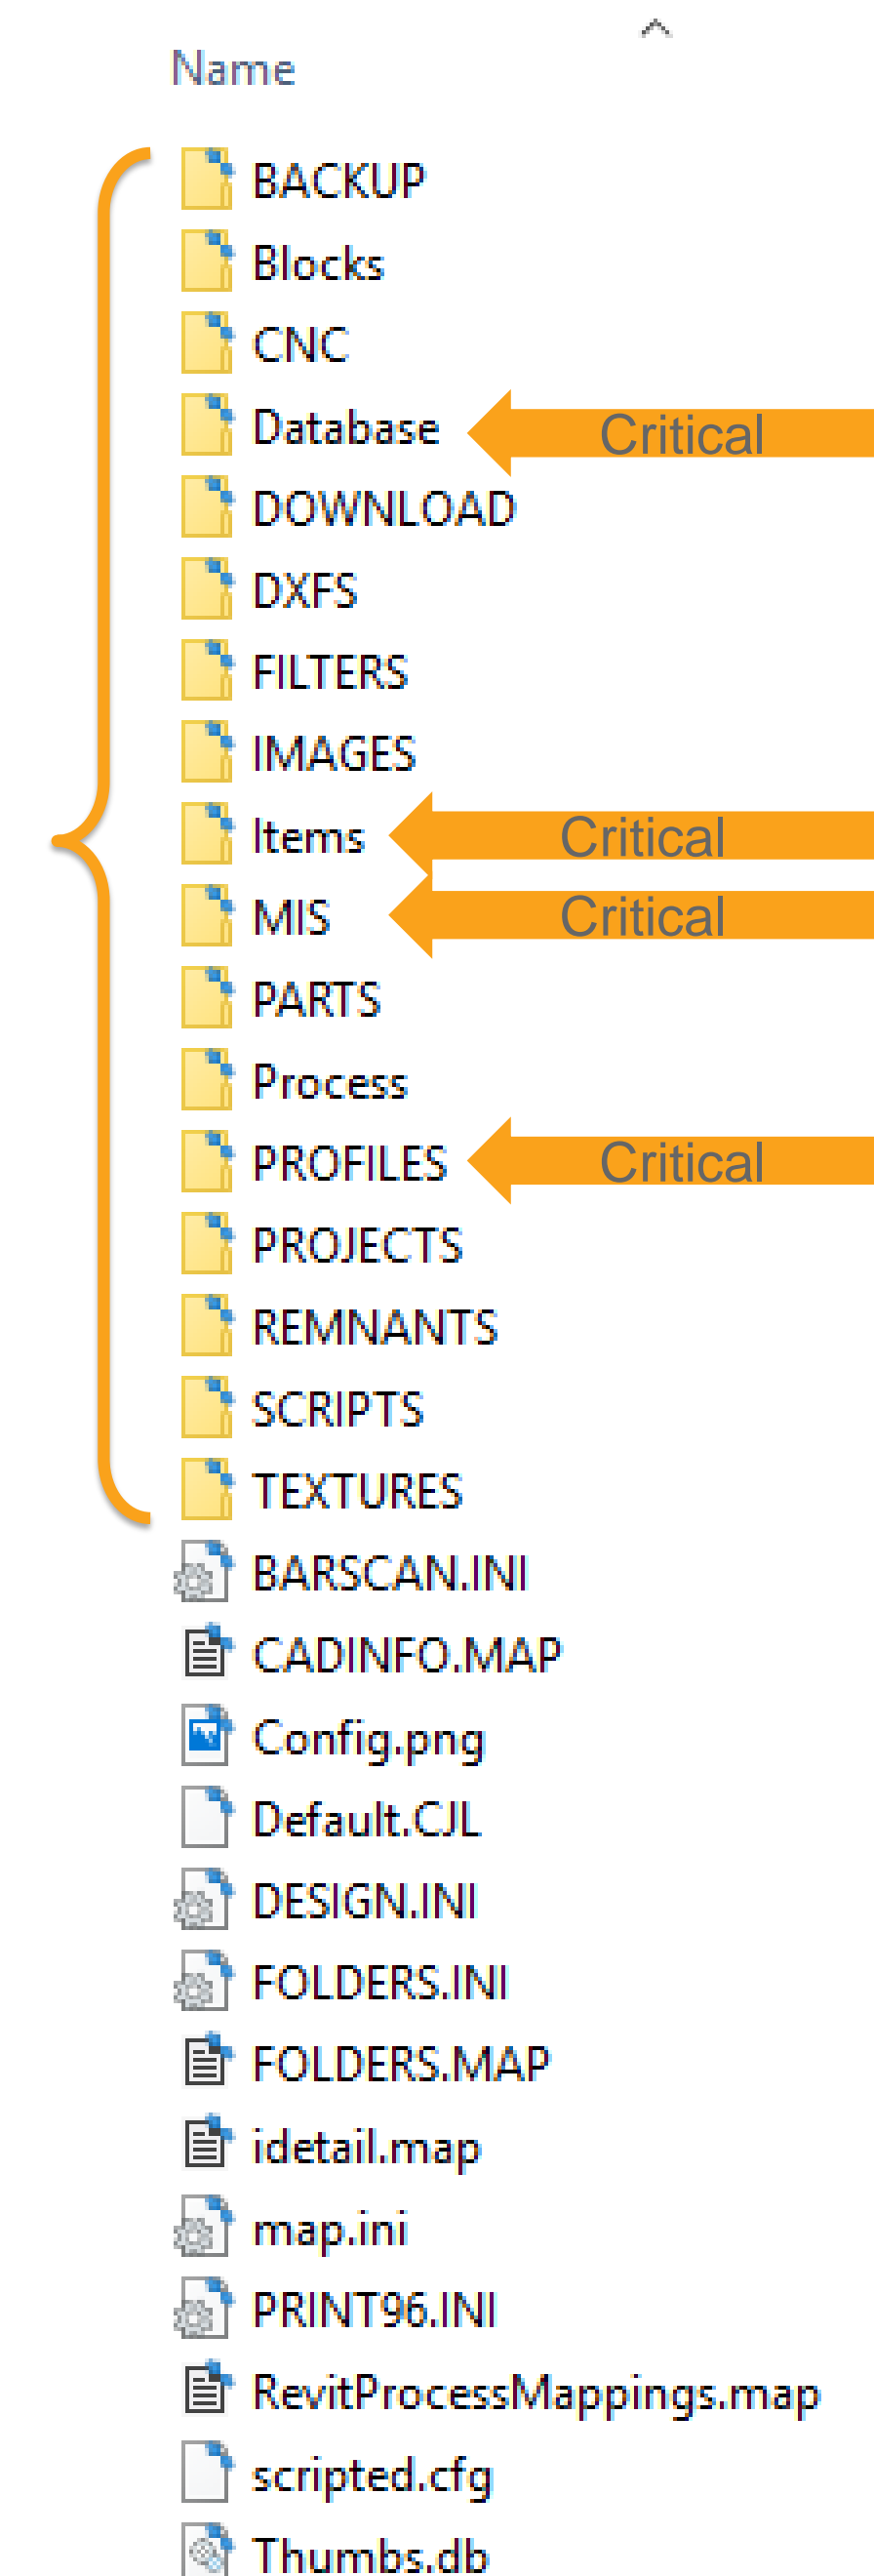 Name
BACKUP
Blocks
CNC
Database Critical
DOWNLOAD
DXFS
FILTERS
IMAGES
Items Critical
MIS Critical
PARTS
Process
PROFILES Critical
PROJECTS
REMNANTS
SCRIPTS
TEXTURES
BARSCAN.INI
CADINFO.MAP
Config.png
Default.CJL
DESIGN.INI
FOLDERS.INI
FOLDERS.MAP
idetail.map
map.ini
PRINT96.INI
RevitProcessMappings.map
scripted.cfg
Thumbs.db